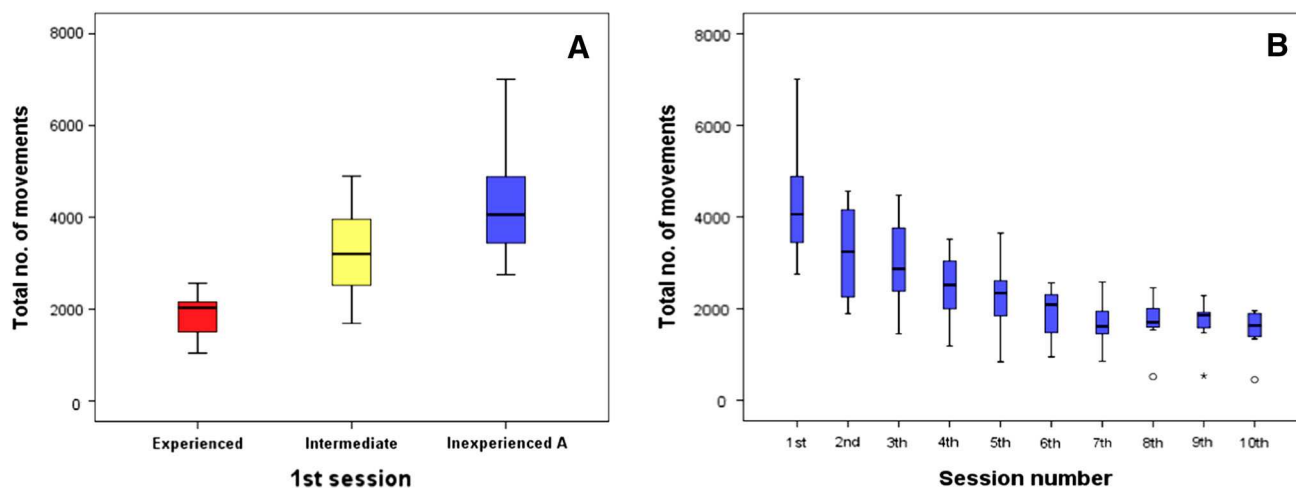 A
Total no. of movements
8000
6000
4000
2000
0
Experienced
Intermediate
Inexperienced A
1st session
B
Total no. of movements
8000
6000
4000
2000
0
1st
2nd
3th
4th
5th
6th
7th
8th
9th
10th
Session number